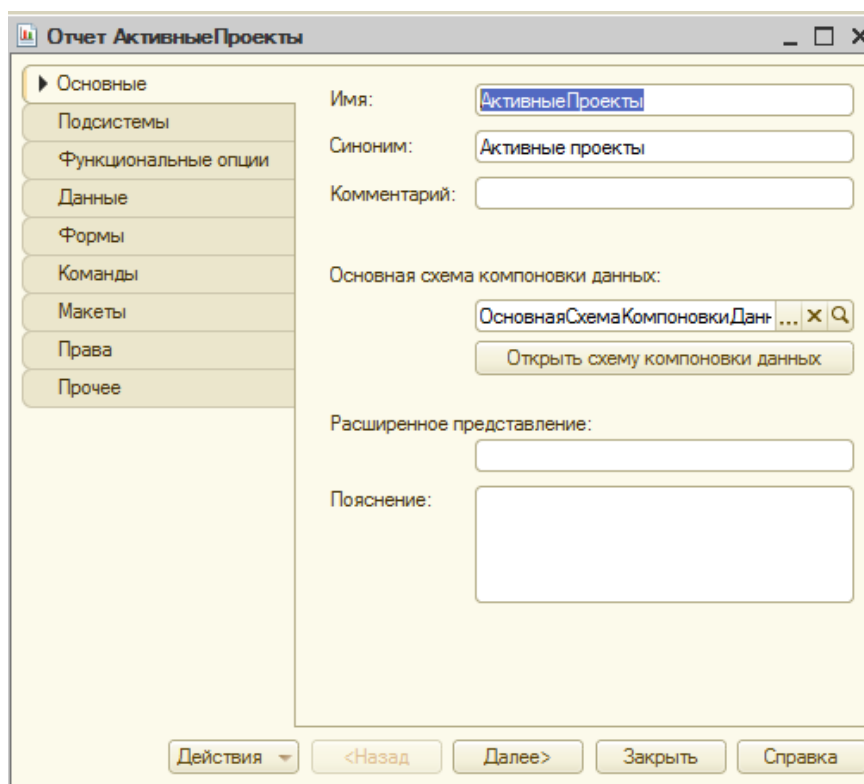 Отчет АктивныеПроекты
Основные
Подсистемы
Функциональные опции
Данные
Формы
Команды
Макеты
Права
Прочее
Имя: АктивныеПроекты
Синоним: Активные проекты
Комментарий:
Основная схема компоновки данных:
ОсновнаяСхемаКомпоновкиДанн ...
Открыть схему компоновки данных
Расширенное представление:
Пояснение:
Действия <Назад Далее> Закрыть Справка